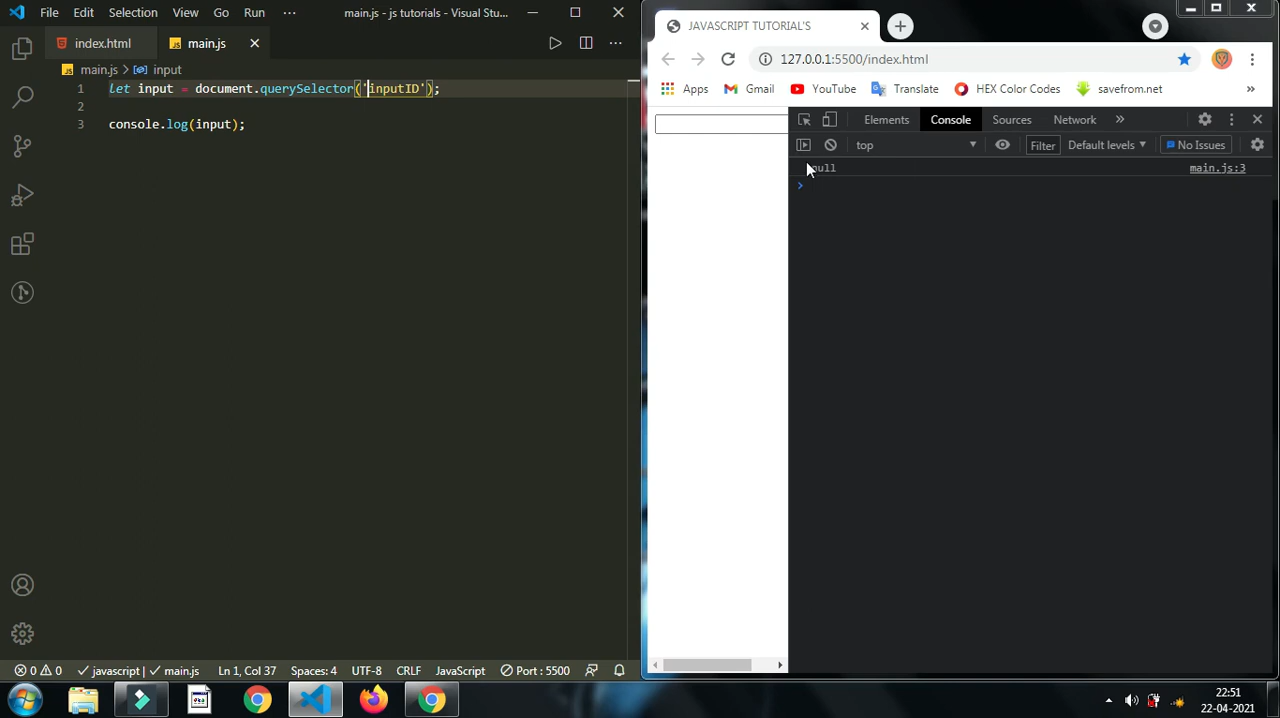 File Edit Selection View Go ··· main.js - js tutorials - Visual Stu...
index.html main.js
main.js > input
1 let input = document.querySelector('inputID');
2
3 console.log(input);
0 0 javascript main.js Ln 1, Col 37 Spaces: 4 UTF-8 CRLF JavaScript Port : 5500
JAVASCRIPT TUTORIAL'S
127.0.0.1:5500/index.html
Apps Gmail YouTube Translate HEX Color Codes savefrom.net »
Elements Console Sources Network »
top Filter Default levels No Issues
null main.js:3
>
22:51
22-04-2021